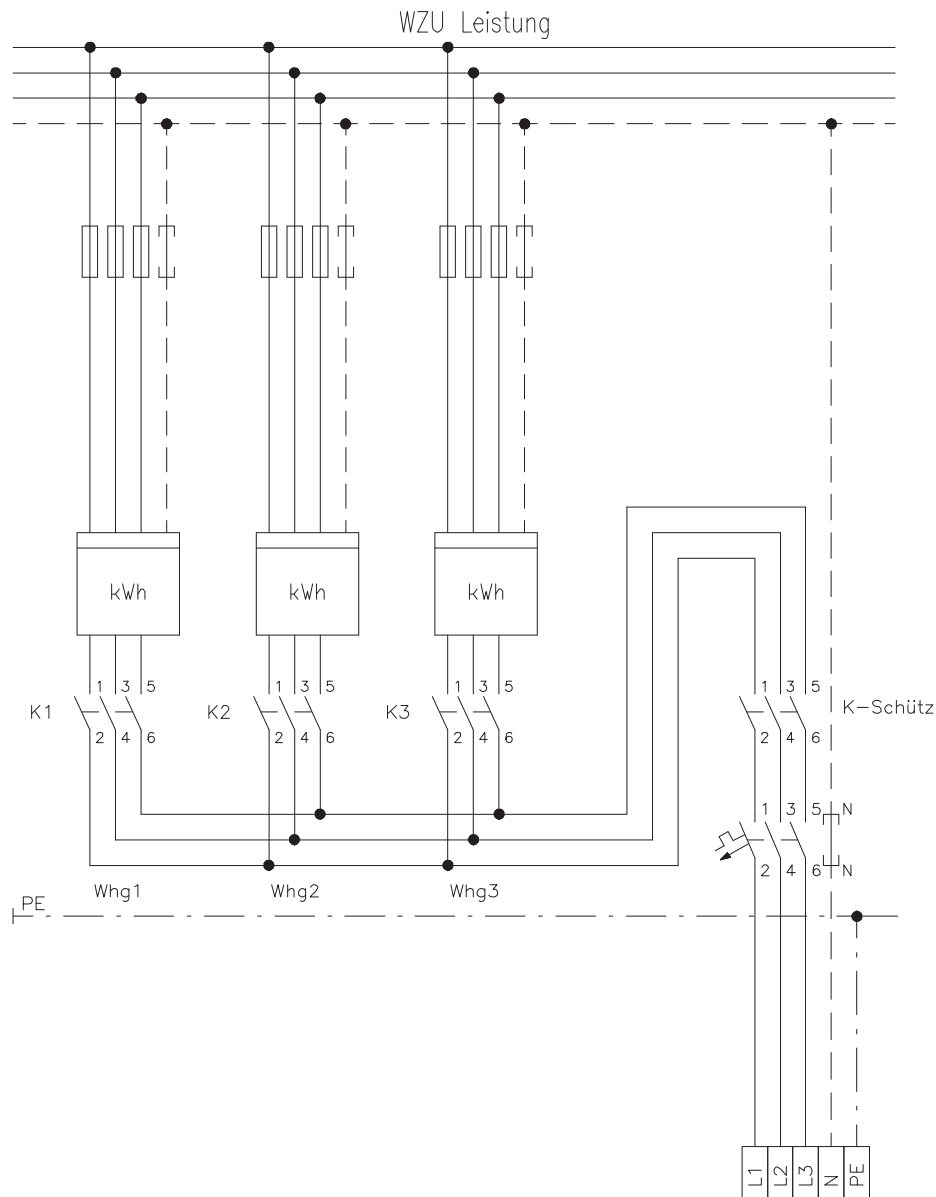 WZU Leistung
kWh kWh kWh
1 3 5 1 3 5 1 3 5 1 3 5
K1 K2 K3 K-Schütz
2 4 6 2 4 6 2 4 6 2 4 6
1 3 5 N
2 4 6 N
Whg1 Whg2 Whg3
PE
L1 L2 L3 N PE